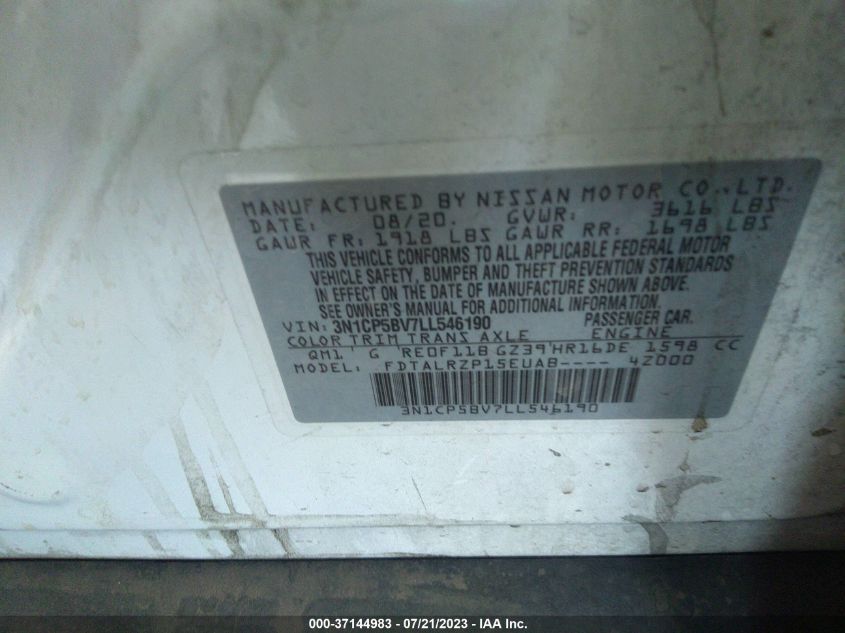 MANUFACTURED BY NISSAN MOTOR CO., LTD.
DATE: 08/20. GVWR: 3616 LBS
GAWR FR: 1918 LBS GAWR RR: 1698 LBS
THIS VEHICLE CONFORMS TO ALL APPLICABLE FEDERAL MOTOR
VEHICLE SAFETY, BUMPER AND THEFT PREVENTION STANDARDS
IN EFFECT ON THE DATE OF MANUFACTURE SHOWN ABOVE.
SEE OWNER'S MANUAL FOR ADDITIONAL INFORMATION.
VIN: 3N1CP5BV7LL546190 PASSENGER CAR.
COLOR TRIM TRANS AXLE ENGINE
QM1 G RE0F11B GZ39 HR16DE 1598 CC
MODEL: FDTALRZP15EUAB---- 4Z000
3N1CP5BV7LL546190
000-37144983 - 07/21/2023 - IAA Inc.